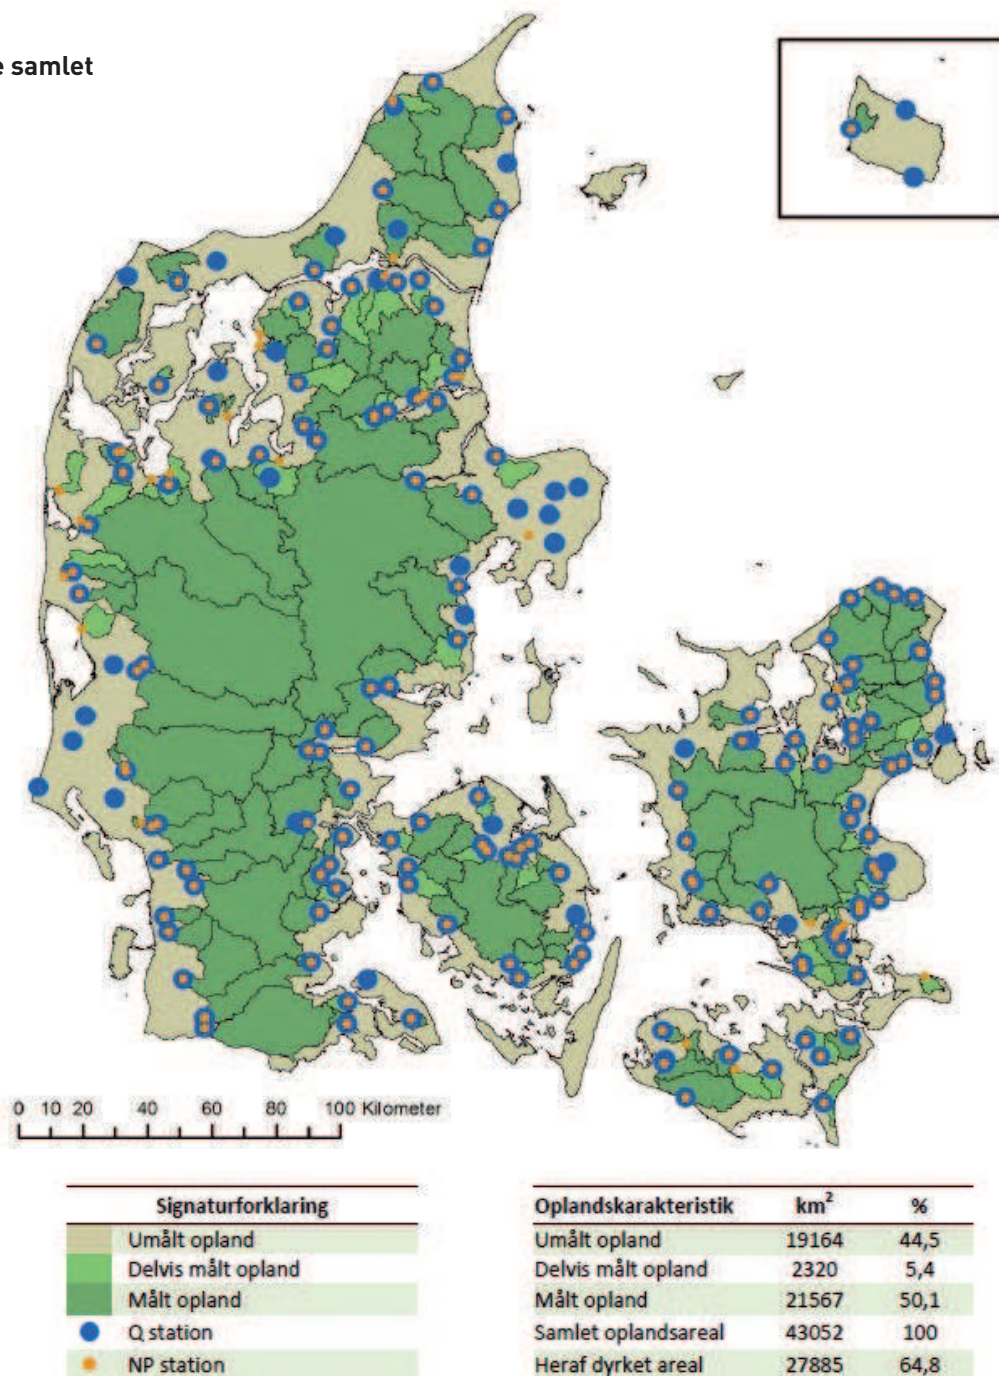 e samlet
0 10 20 40 60 80 100 Kilometer
Signaturforklaring
Umålt opland
Delvis målt opland
Målt opland
Q station
NP station
Oplandskarakteristik km² %
Umålt opland 19164 44,5
Delvis målt opland 2320 5,4
Målt opland 21567 50,1
Samlet oplandsareal 43052 100
Heraf dyrket areal 27885 64,8